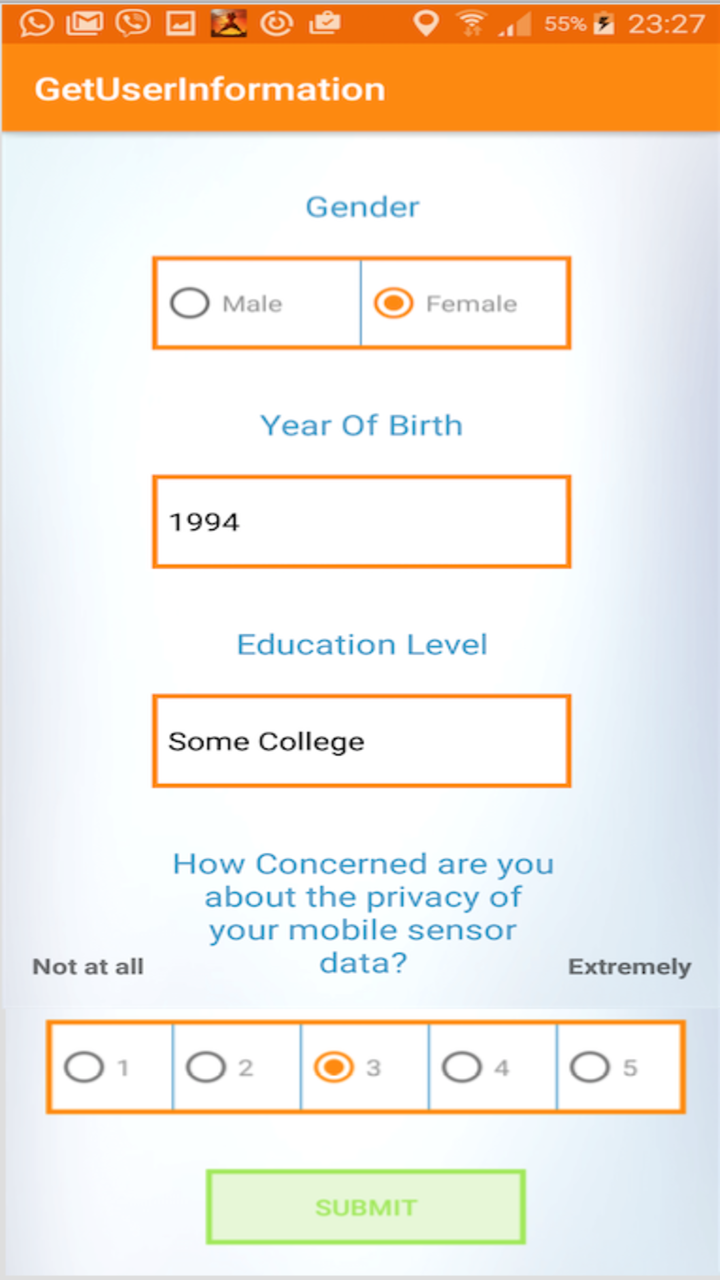 55% 23:27
GetUserInformation
Gender
Male Female
Year Of Birth
1994
Education Level
Some College
How Concerned are you
about the privacy of
your mobile sensor
data?
Not at all Extremely
1 2 3 4 5
SUBMIT